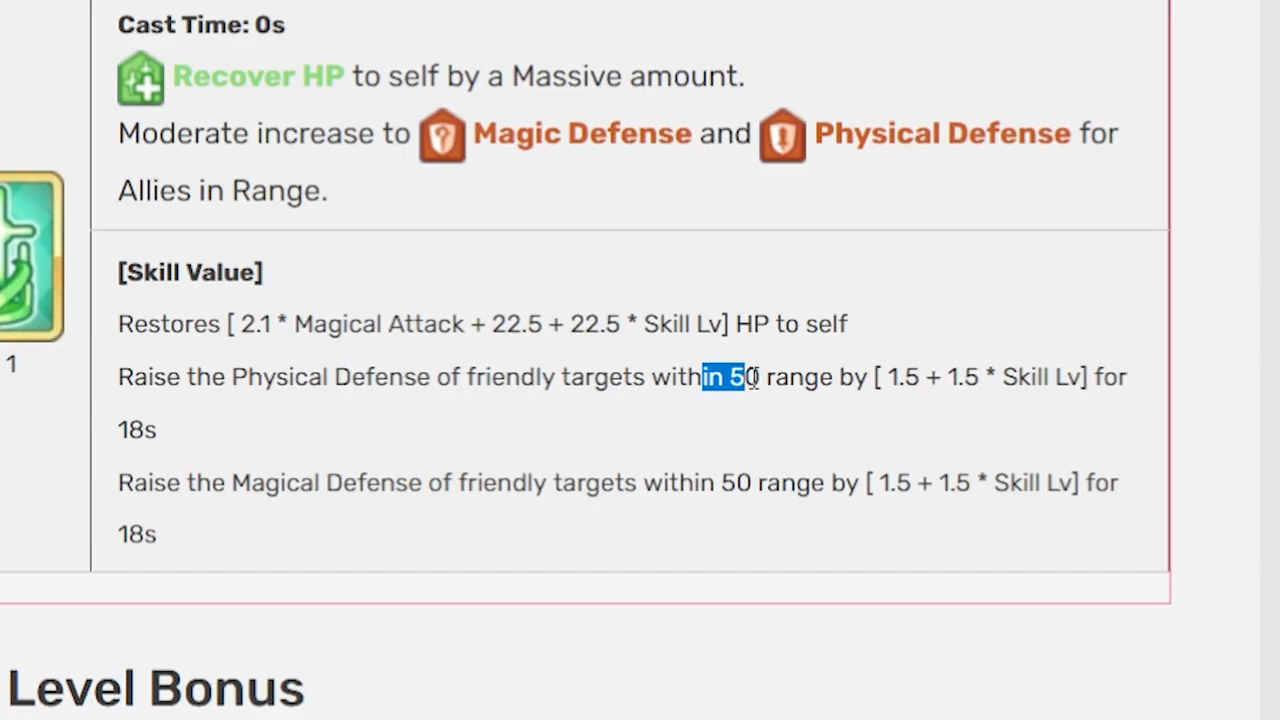 Cast Time: 0s
Recover HP to self by a Massive amount.
Moderate increase to Magic Defense and Physical Defense for
Allies in Range.
[Skill Value]
Restores [ 2.1 * Magical Attack + 22.5 + 22.5 * Skill Lv] HP to self
1
Raise the Physical Defense of friendly targets within 50 range by [ 1.5 + 1.5 * Skill Lv] for
18s
Raise the Magical Defense of friendly targets within 50 range by [ 1.5 + 1.5 * Skill Lv] for
18s
Level Bonus